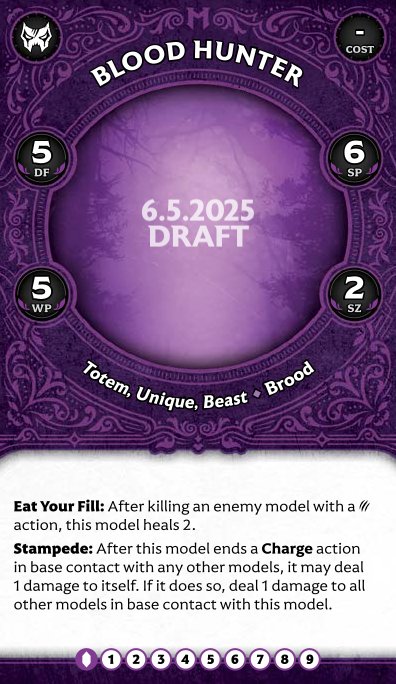 -
COST
BLOOD HUNTER
5
DF
6
SP
6.5.2025
DRAFT
5
WP
2
SZ
Totem, Unique, Beast ⬥ Brood
Eat Your Fill: After killing an enemy model with a
action, this model heals 2.
Stampede: After this model ends a Charge action
in base contact with any other models, it may deal
1 damage to itself. If it does so, deal 1 damage to all
other models in base contact with this model.
1 2 3 4 5 6 7 8 9